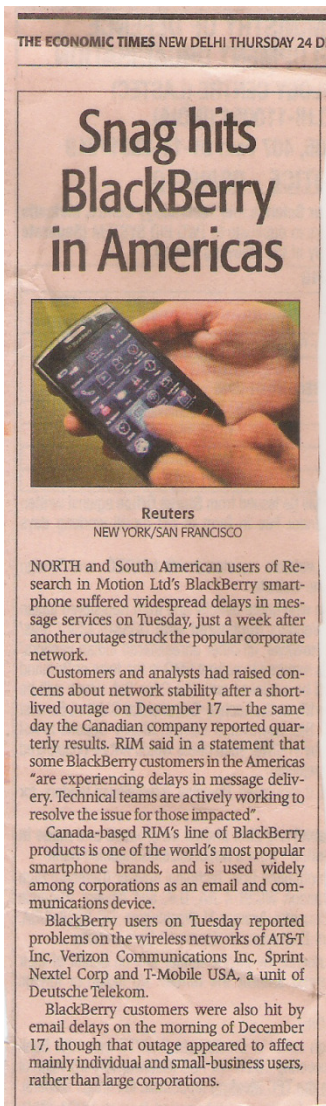 THE ECONOMIC TIMES NEW DELHI THURSDAY 24 D
Snag hits
BlackBerry
in Americas
Reuters
NEW YORK/SAN FRANCISCO
NORTH and South American users of Re-
search in Motion Ltd's BlackBerry smart-
phone suffered widespread delays in mes-
sage services on Tuesday, just a week after
another outage struck the popular corporate
network.
Customers and analysts had raised con-
cerns about network stability after a short-
lived outage on December 17 — the same
day the Canadian company reported quar-
terly results. RIM said in a statement that
some BlackBerry customers in the Americas
“are experiencing delays in message deliv-
ery. Technical teams are actively working to
resolve the issue for those impacted”.
Canada-based RIM's line of BlackBerry
products is one of the world's most popular
smartphone brands, and is used widely
among corporations as an email and com-
munications device.
BlackBerry users on Tuesday reported
problems on the wireless networks of AT&T
Inc, Verizon Communications Inc, Sprint
Nextel Corp and T-Mobile USA, a unit of
Deutsche Telekom.
BlackBerry customers were also hit by
email delays on the morning of December
17, though that outage appeared to affect
mainly individual and small-business users,
rather than large corporations.